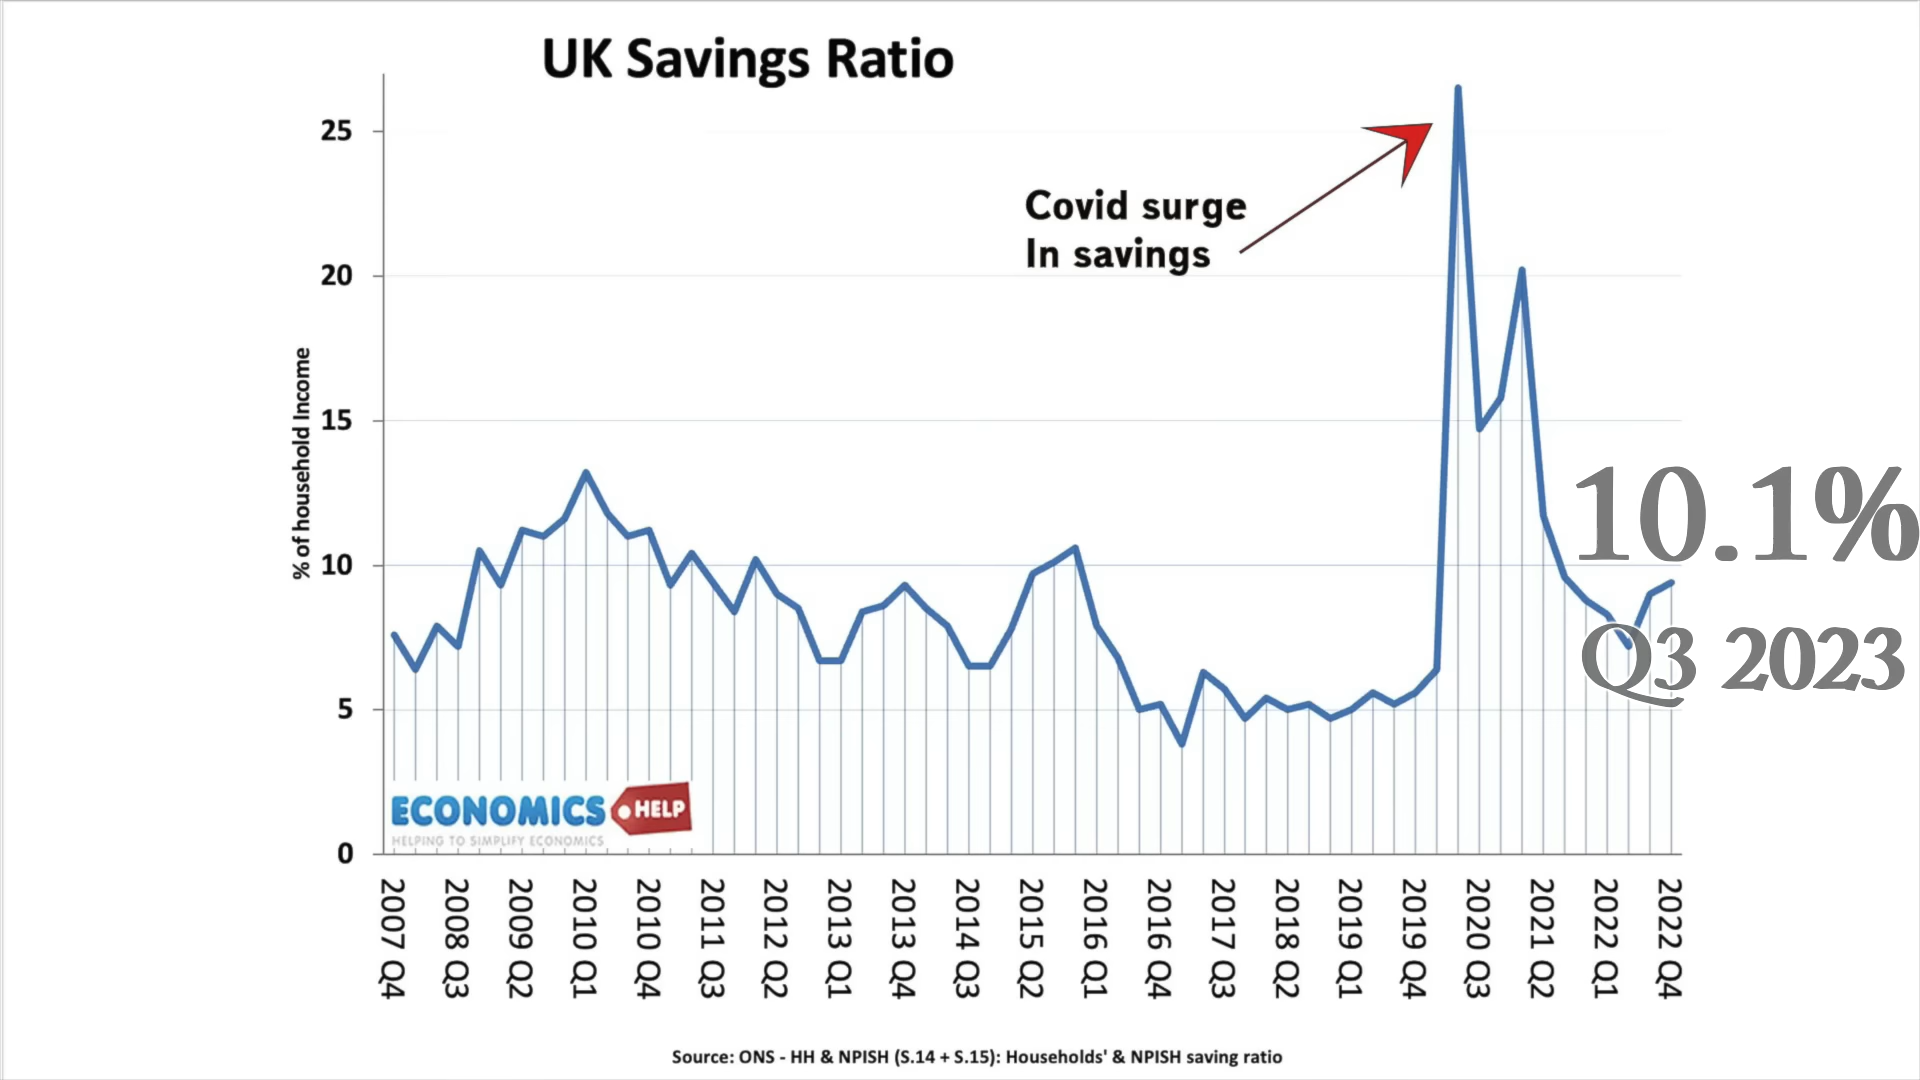 UK Savings Ratio
% of household Income
25
20
15
10
5
0
Covid surge
In savings
10.1%
Q3 2023
ECONOMICS HELP
HELPING TO SIMPLIFY ECONOMICS
2007 Q4
2008 Q3
2009 Q2
2010 Q1
2010 Q4
2011 Q3
2012 Q2
2013 Q1
2013 Q4
2014 Q3
2015 Q2
2016 Q1
2016 Q4
2017 Q3
2018 Q2
2019 Q1
2019 Q4
2020 Q3
2021 Q2
2022 Q1
2022 Q4
Source: ONS - HH & NPISH (S.14 + S.15): Households' & NPISH saving ratio